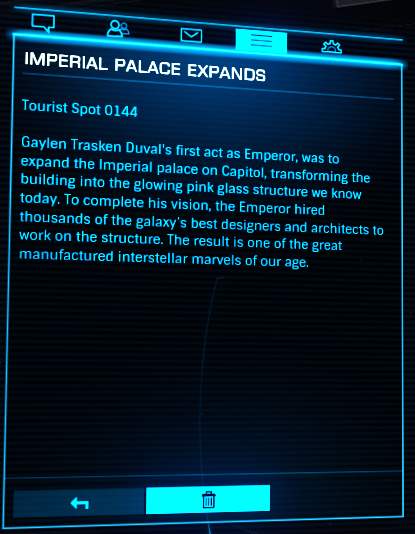 IMPERIAL PALACE EXPANDS
Tourist Spot 0144
Gaylen Trasken Duval's first act as Emperor, was to
expand the Imperial palace on Capitol, transforming the
building into the glowing pink glass structure we know
today. To complete his vision, the Emperor hired
thousands of the galaxy's best designers and architects to
work on the structure. The result is one of the great
manufactured interstellar marvels of our age.